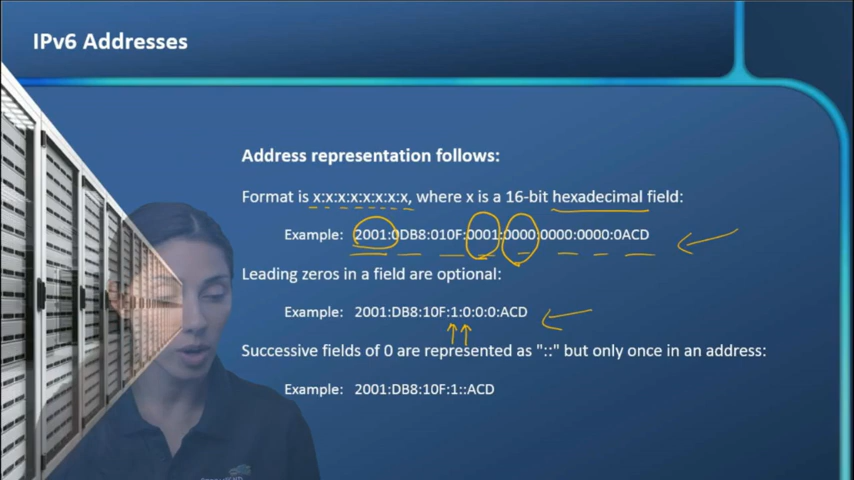 IPv6 Addresses
Address representation follows:
Format is x:x:x:x:x:x:x:x, where x is a 16-bit hexadecimal field:
Example: 2001:0DB8:010F:0001:0000:0000:0000:0ACD
Leading zeros in a field are optional:
Example: 2001:DB8:10F:1:0:0:0:ACD
Successive fields of 0 are represented as "::" but only once in an address:
Example: 2001:DB8:10F:1::ACD